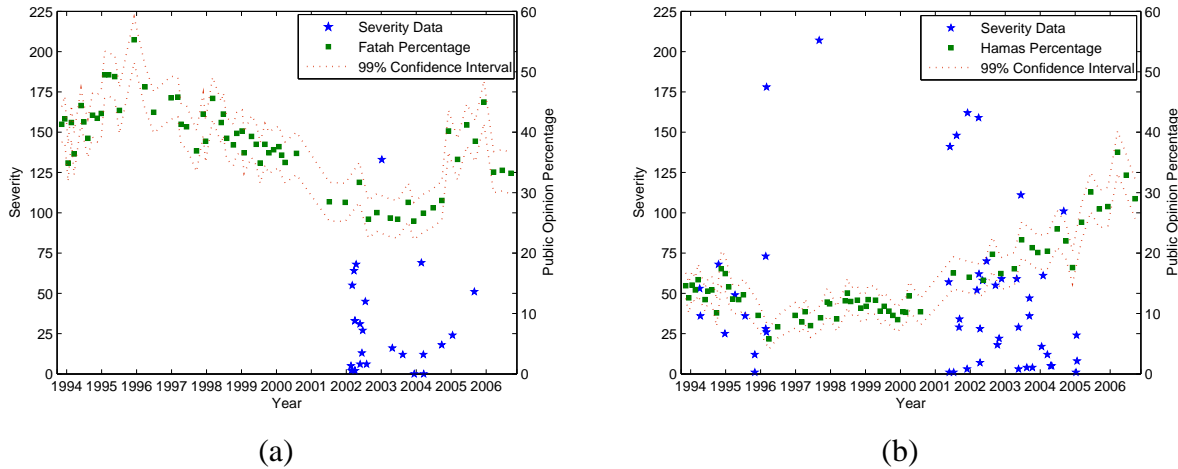 225
200
175
150
125
100
75
50
25
0
Severity
Severity Data
Fatah Percentage
99% Confidence Interval
60
50
40
30
20
10
0
Public Opinion Percentage
1994 1995 1996 1997 1998 1999 2000 2001 2002 2003 2004 2005 2006
Year
(a)
225
200
175
150
125
100
75
50
25
0
Severity
Severity Data
Hamas Percentage
99% Confidence Interval
60
50
40
30
20
10
0
Public Opinion Percentage
1994 1995 1996 1997 1998 1999 2000 2001 2002 2003 2004 2005 2006
Year
(b)